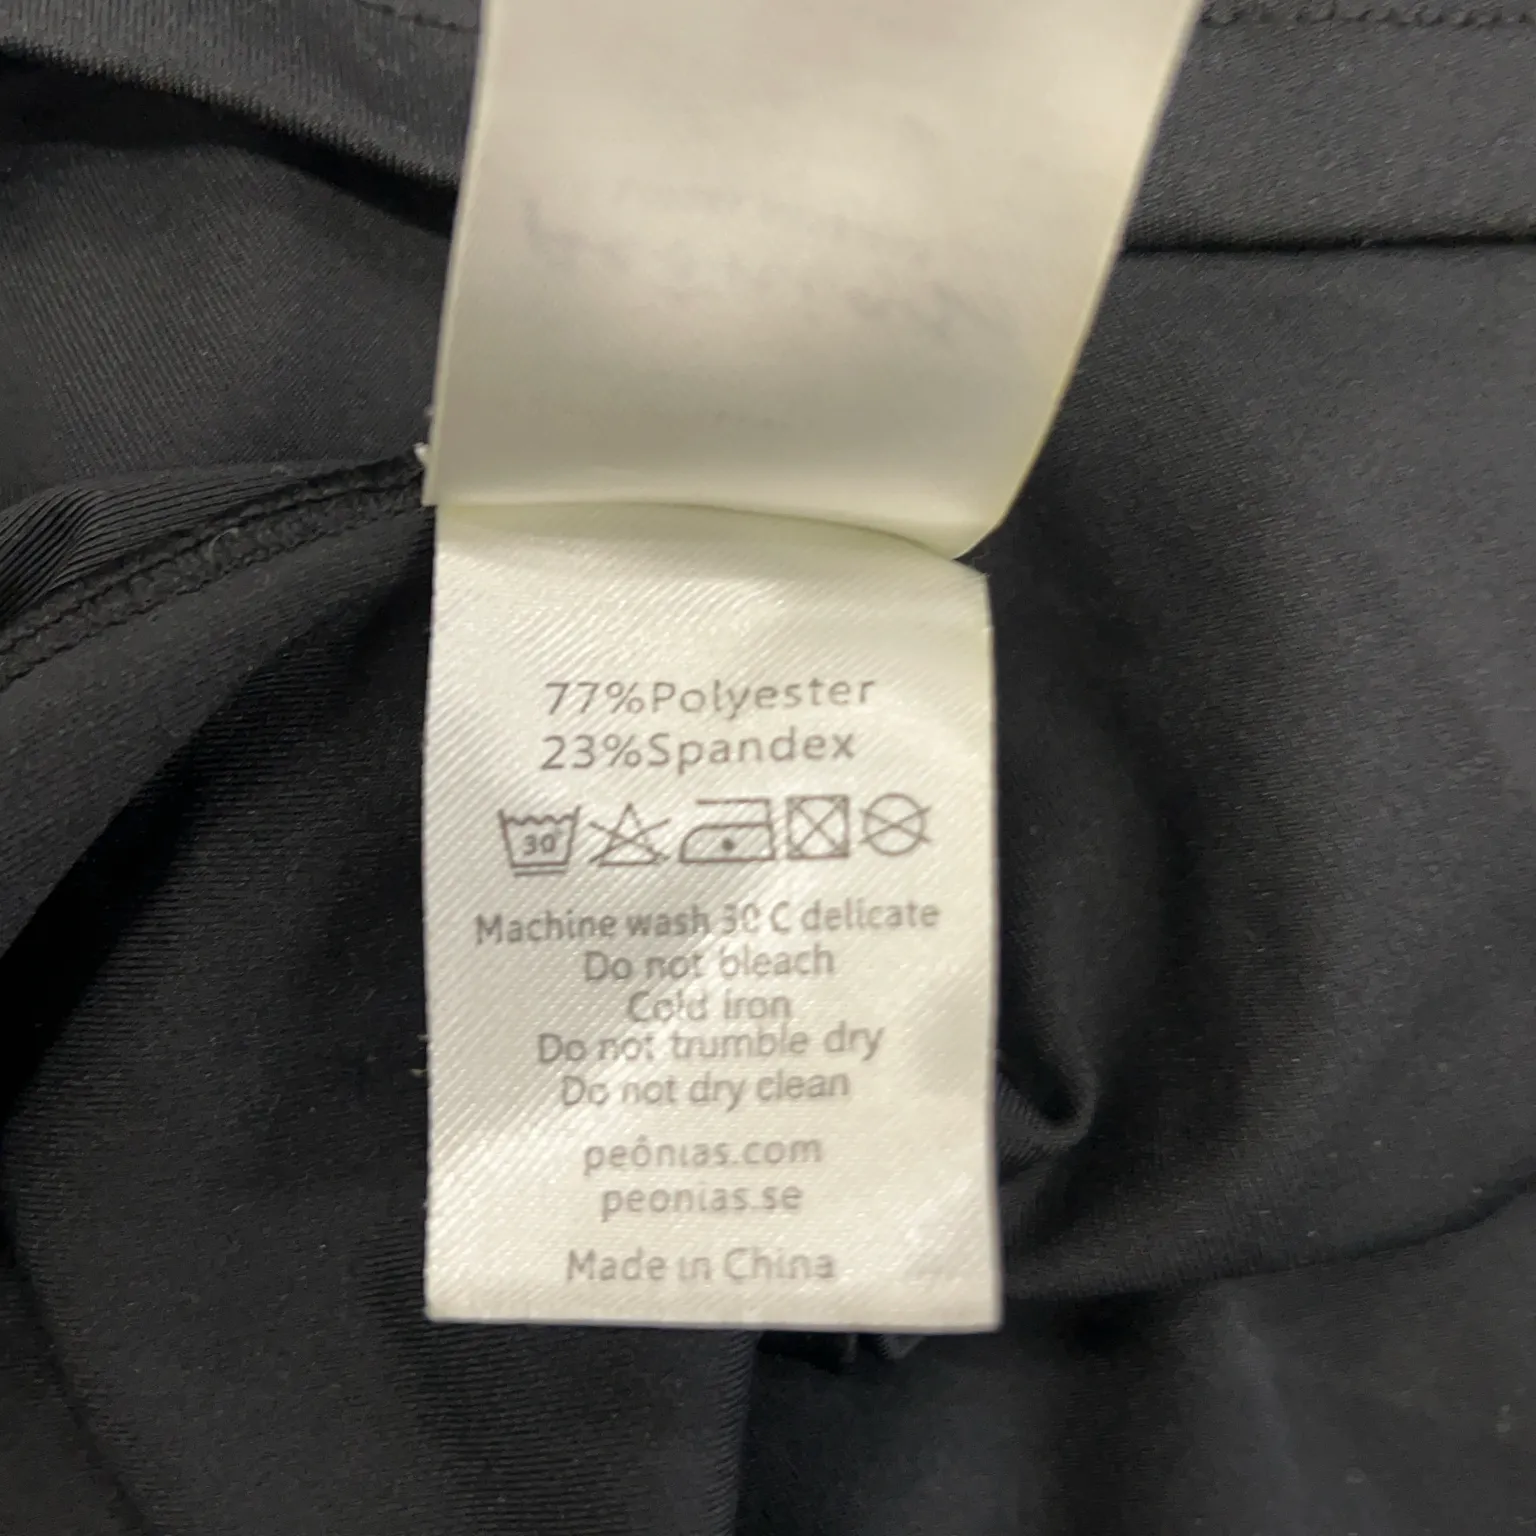 77%Polyester
23%Spandex
30°
Machine wash 30 C delicate
Do not bleach
Cold iron
Do not trumble dry
Do not dry clean
peônias.com
peonias.se
Made in China